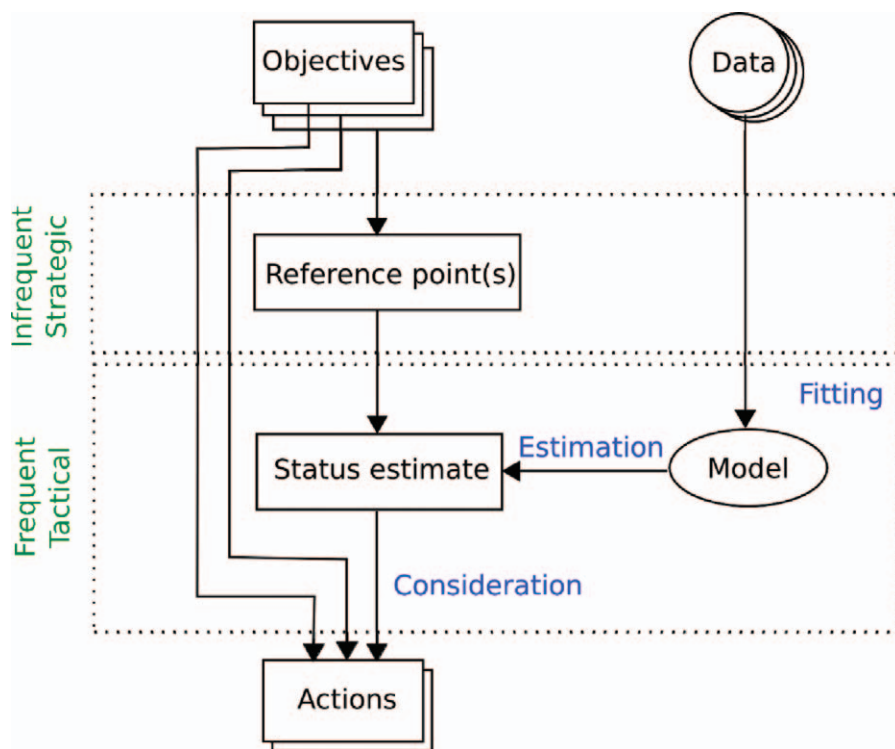 Objectives
Data
Infrequent
Strategic
Reference point(s)
Fitting
Frequent
Tactical
Status estimate
Estimation
Model
Consideration
Actions